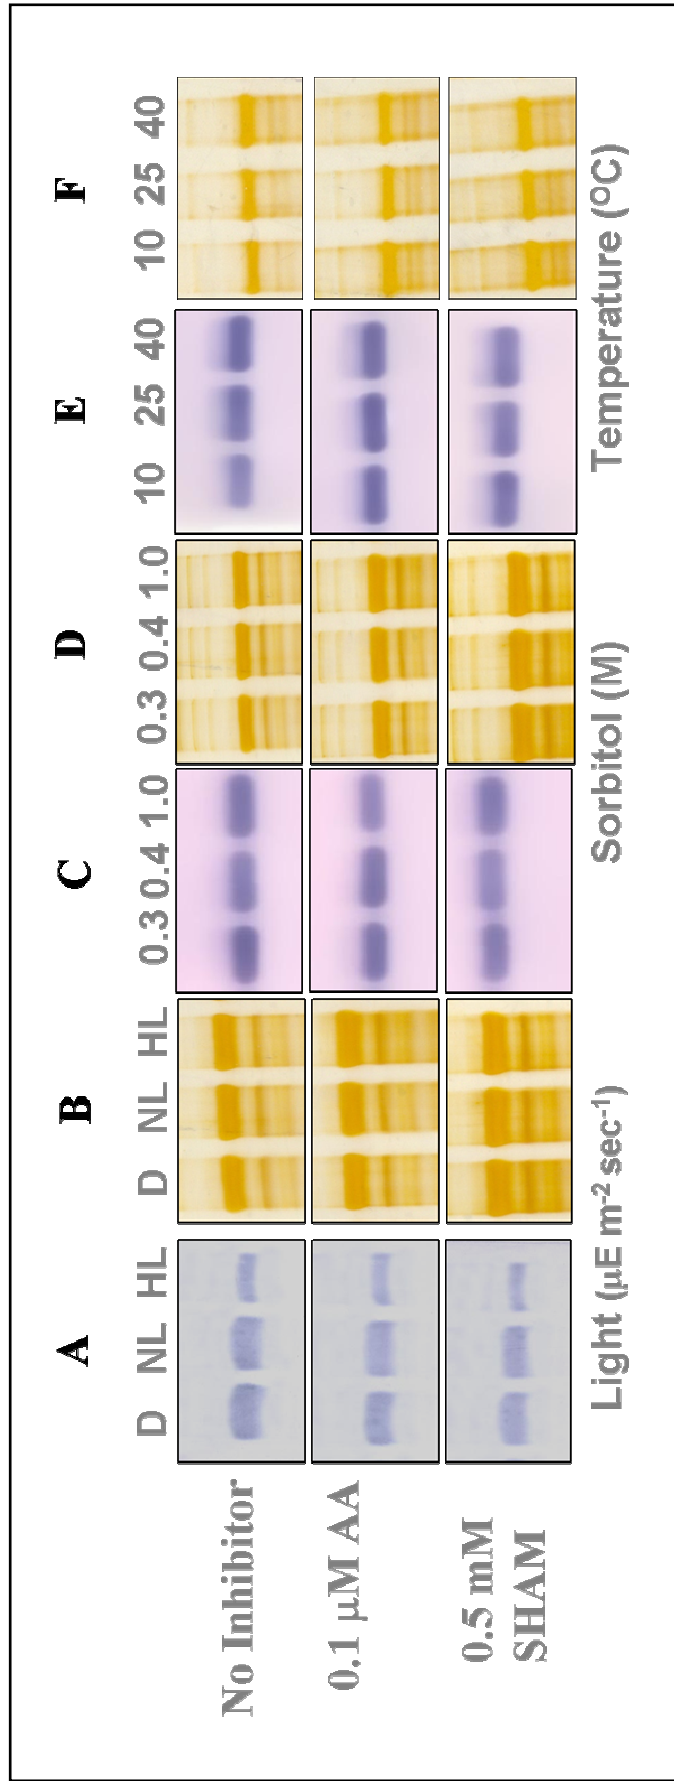 A B C D E F
D NL HL D NL HL 0.3 0.4 1.0 0.3 0.4 1.0 10 25 40 10 25 40
No Inhibitor
0.1 µM AA
0.5 mM
SHAM
Light (µE m⁻² sec⁻¹) Sorbitol (M) Temperature (ᴼC)